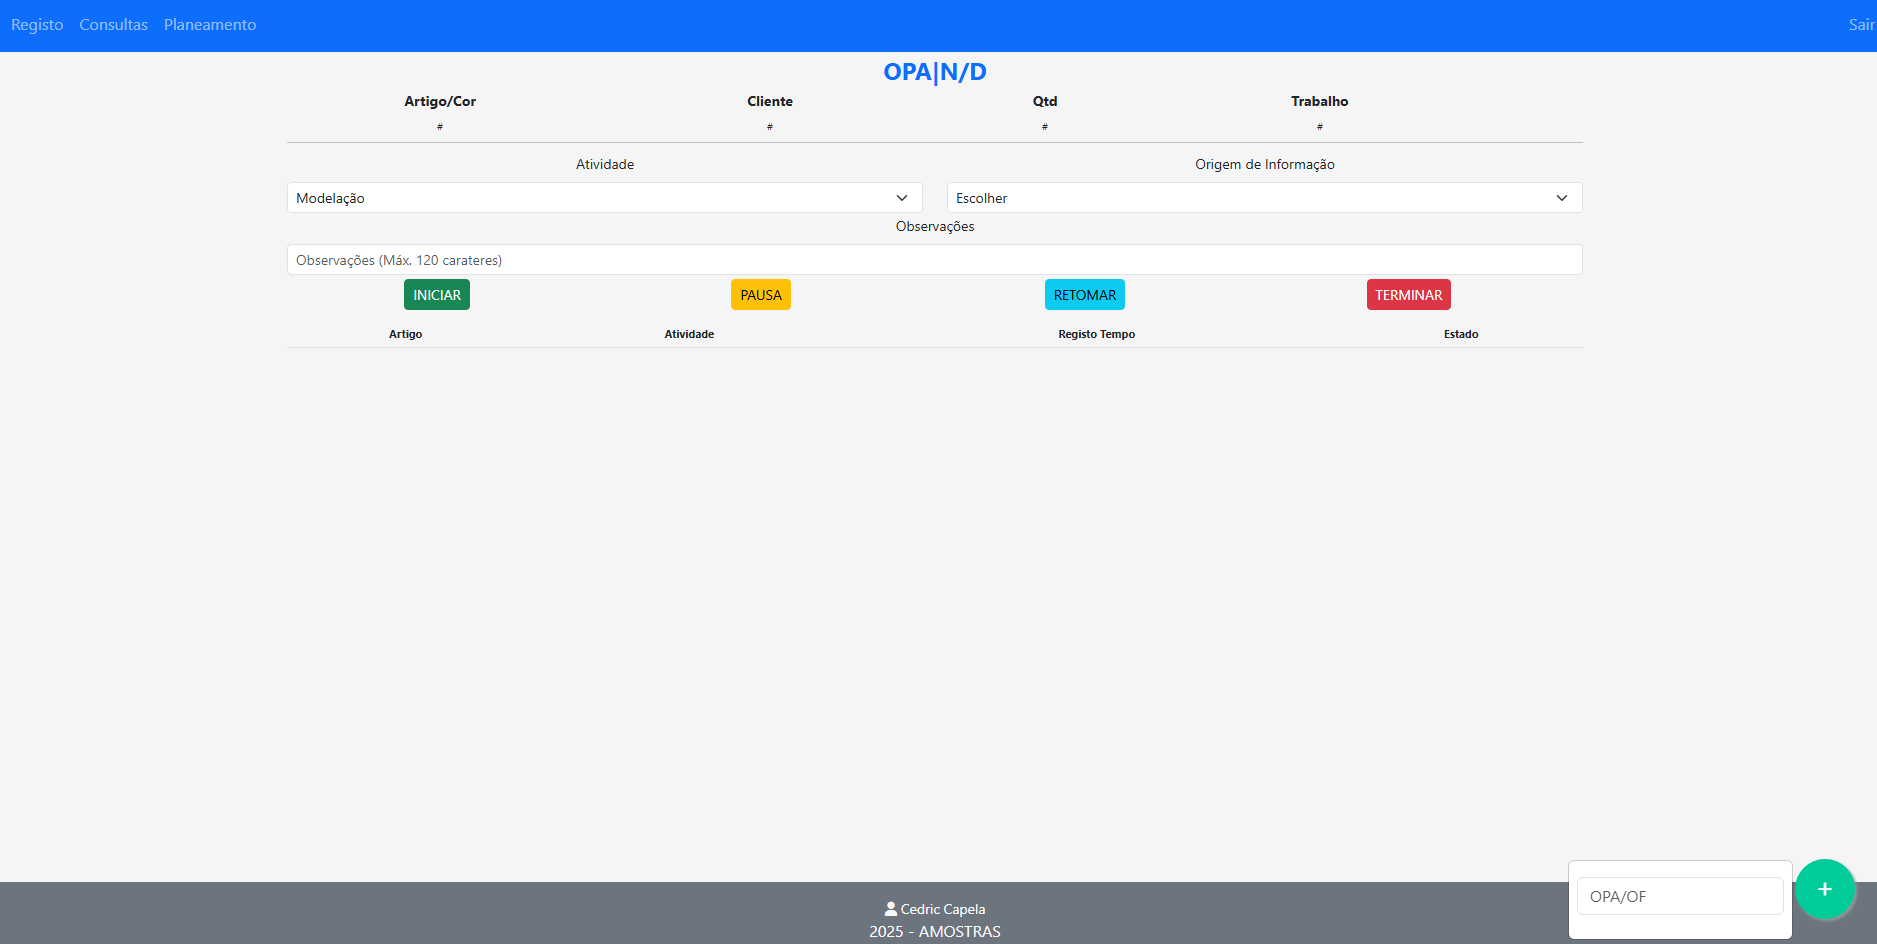 Registo Consultas Planeamento Sair
OPA|N/D
Artigo/Cor Cliente Qtd Trabalho
# # # #
Atividade Origem de Informação
Modelação Escolher
Observações
Observações (Máx. 120 carateres)
INICIAR PAUSA RETOMAR TERMINAR
Artigo Atividade Registo Tempo Estado
OPA/OF +
Cedric Capela
2025 - AMOSTRAS